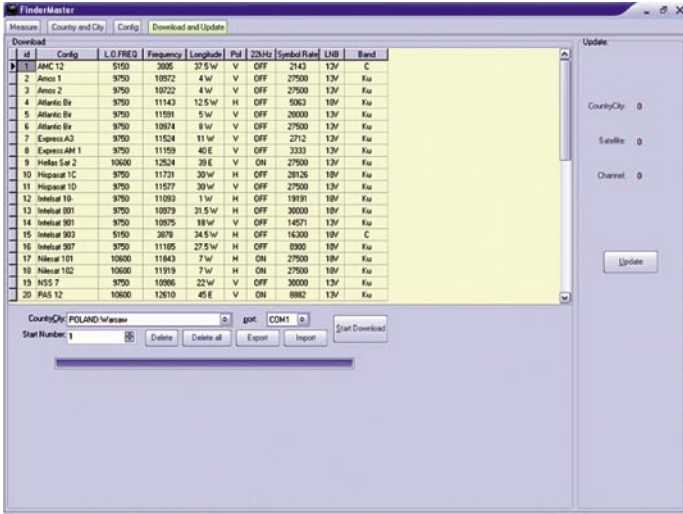 FinderMaster
Measure County and City Config Download and Update
Download
id Config L.O.FREQ Frequency Longitude Pol 22kHz Symbol Rate LNB Band
1 AMC 12 5150 3805 37.5 W V OFF 2143 13V C
2 Amos 1 9750 10972 4 W V OFF 27500 13V Ku
3 Amos 2 9750 10722 4 W V OFF 27500 13V Ku
4 Atlantic Bir 9750 11143 12.5 W H OFF 5063 18V Ku
5 Atlantic Bir 9750 11591 5 W V OFF 20000 13V Ku
6 Atlantic Bir 9750 10974 8 W V OFF 27500 13V Ku
7 Express A3 9750 11524 11 W V OFF 2712 13V Ku
8 Express AM 1 9750 11159 40 E V OFF 3333 13V Ku
9 Hellas Sat 2 10600 12524 39 E V ON 27500 13V Ku
10 Hispasat 1C 9750 11731 30 W H OFF 28126 18V Ku
11 Hispasat 1D 9750 11577 30 W V OFF 27500 13V Ku
12 Intelsat 10- 9750 11093 1 W H OFF 19191 18V Ku
13 Intelsat 801 9750 10979 31.5 W H OFF 30000 18V Ku
14 Intelsat 901 9750 10975 18 W V OFF 14571 13V Ku
15 Intelsat 903 5150 3878 34.5 W H OFF 16300 18V C
16 Intelsat 907 9750 11185 27.5 W H OFF 8900 18V Ku
17 Nilesat 101 10600 11843 7 W H ON 27500 18V Ku
18 Nilesat 102 10600 11919 7 W H ON 27500 18V Ku
19 NSS 7 9750 10986 22 W V OFF 30000 13V Ku
20 PAS 12 10600 12610 45 E V ON 8882 13V Ku
CountryCity: POLAND:Warsaw port: COM1
Start Number: 1 Delete Delete all Export Import Start Download
Update:
CountryCity: 0
Satellite: 0
Channel: 0
Update